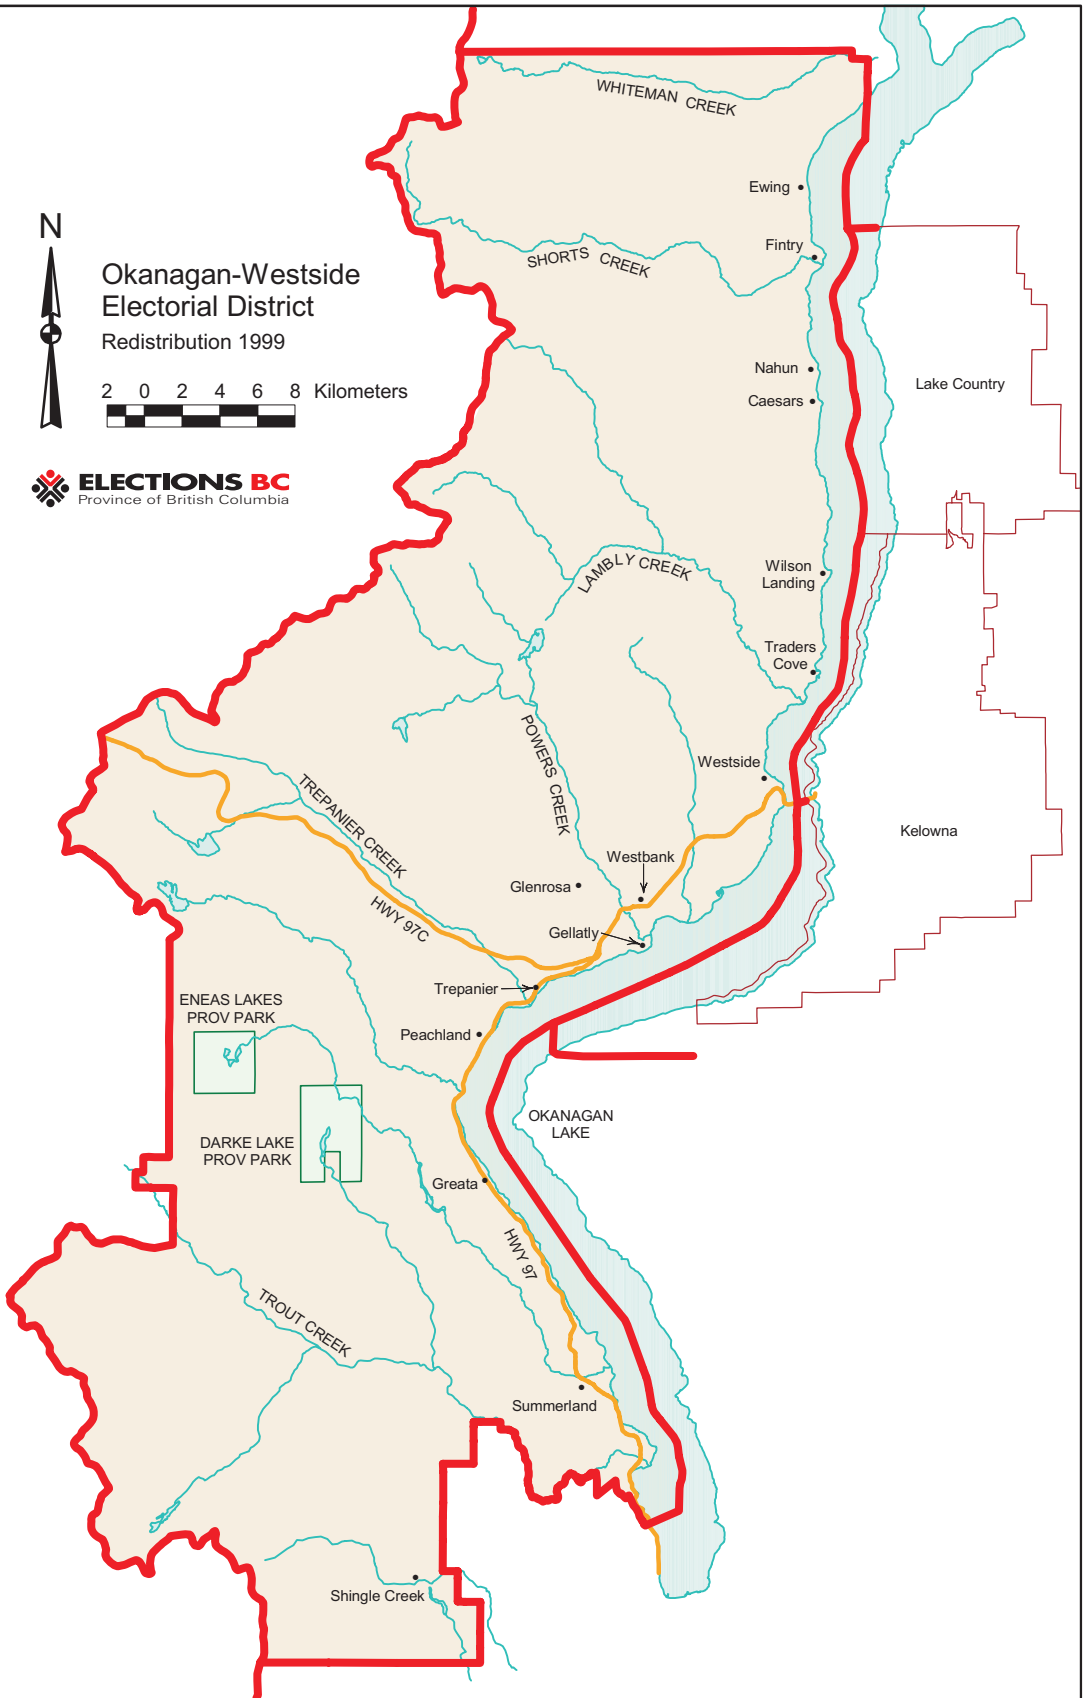 WHITEMAN CREEK
Ewing
N
Fintry
SHORTS CREEK
Okanagan-Westside
Electorial District
Redistribution 1999
2 0 2 4 6 8 Kilometers
Nahun
Lake Country
Caesars
ELECTIONS BC
Province of British Columbia
LAMBLY CREEK
Wilson
Landing
Traders
Cove
POWERS CREEK
Westside
TREPANIER CREEK
Kelowna
Westbank
Glenrosa
HWY 97C
Gellatly
Trepanier
ENEAS LAKES
PROV PARK
Peachland
OKANAGAN
LAKE
DARKE LAKE
PROV PARK
Greata
HWY 97
TROUT CREEK
Summerland
Shingle Creek